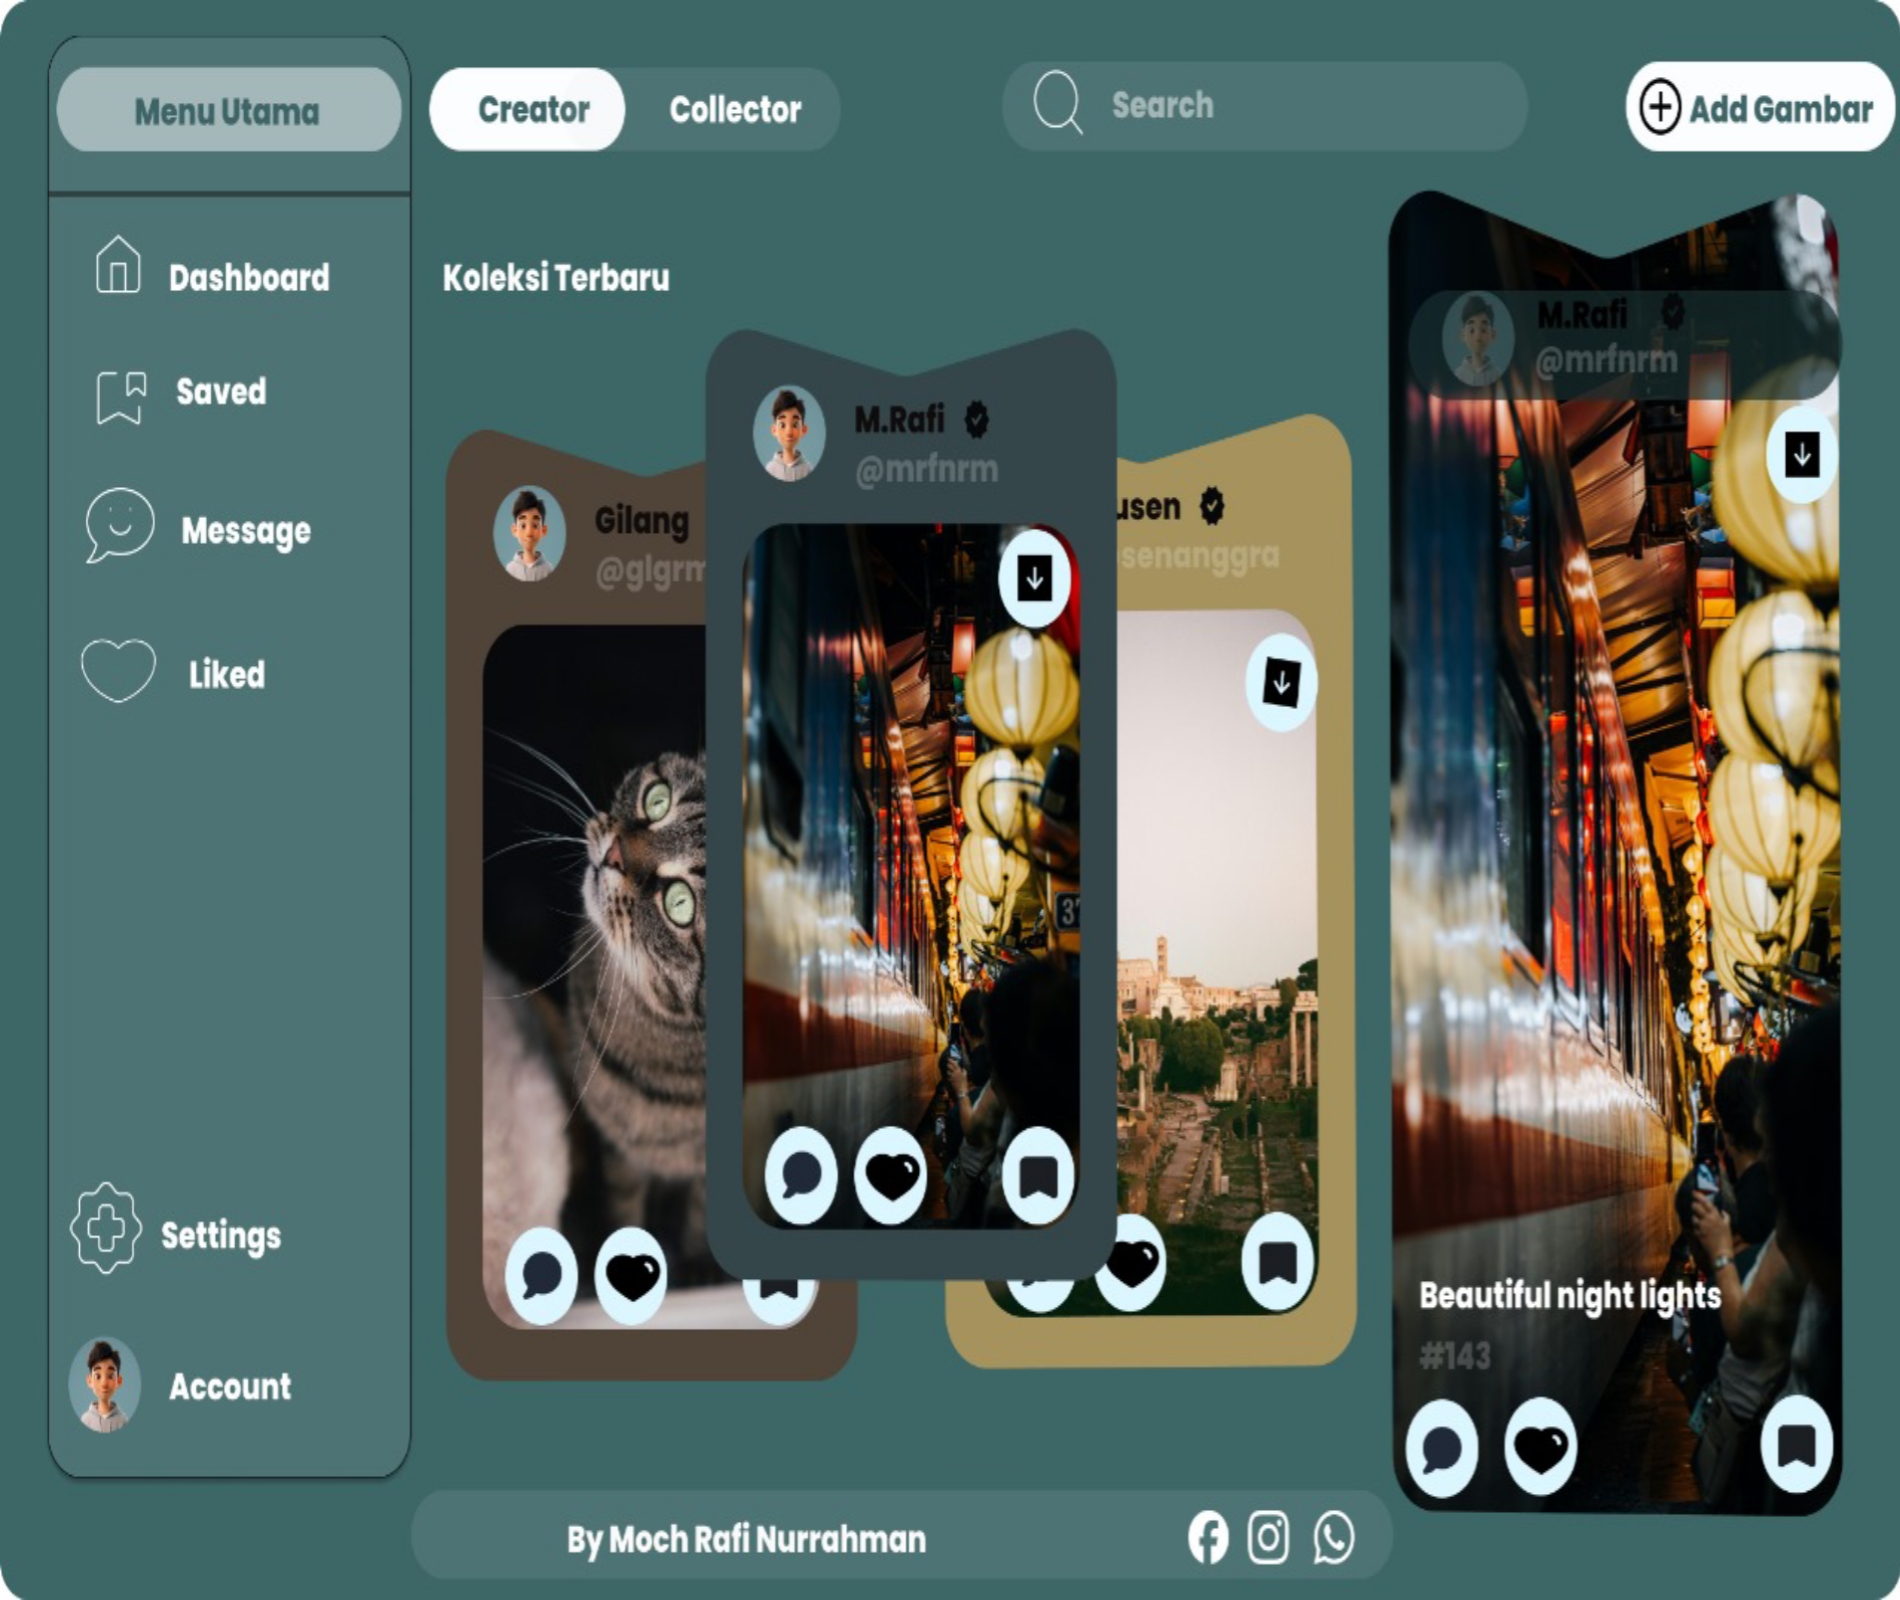 Menu Utama
Creator
Collector
Search
Add Gambar
Dashboard
Saved
Message
Liked
Settings
Account
Koleksi Terbaru
Gilang
M.Rafi
@mrfnrm
usen
senanggra
37
M.Rafi
@mrfnrm
Beautiful night lights
#143
By Moch Rafi Nurrahman